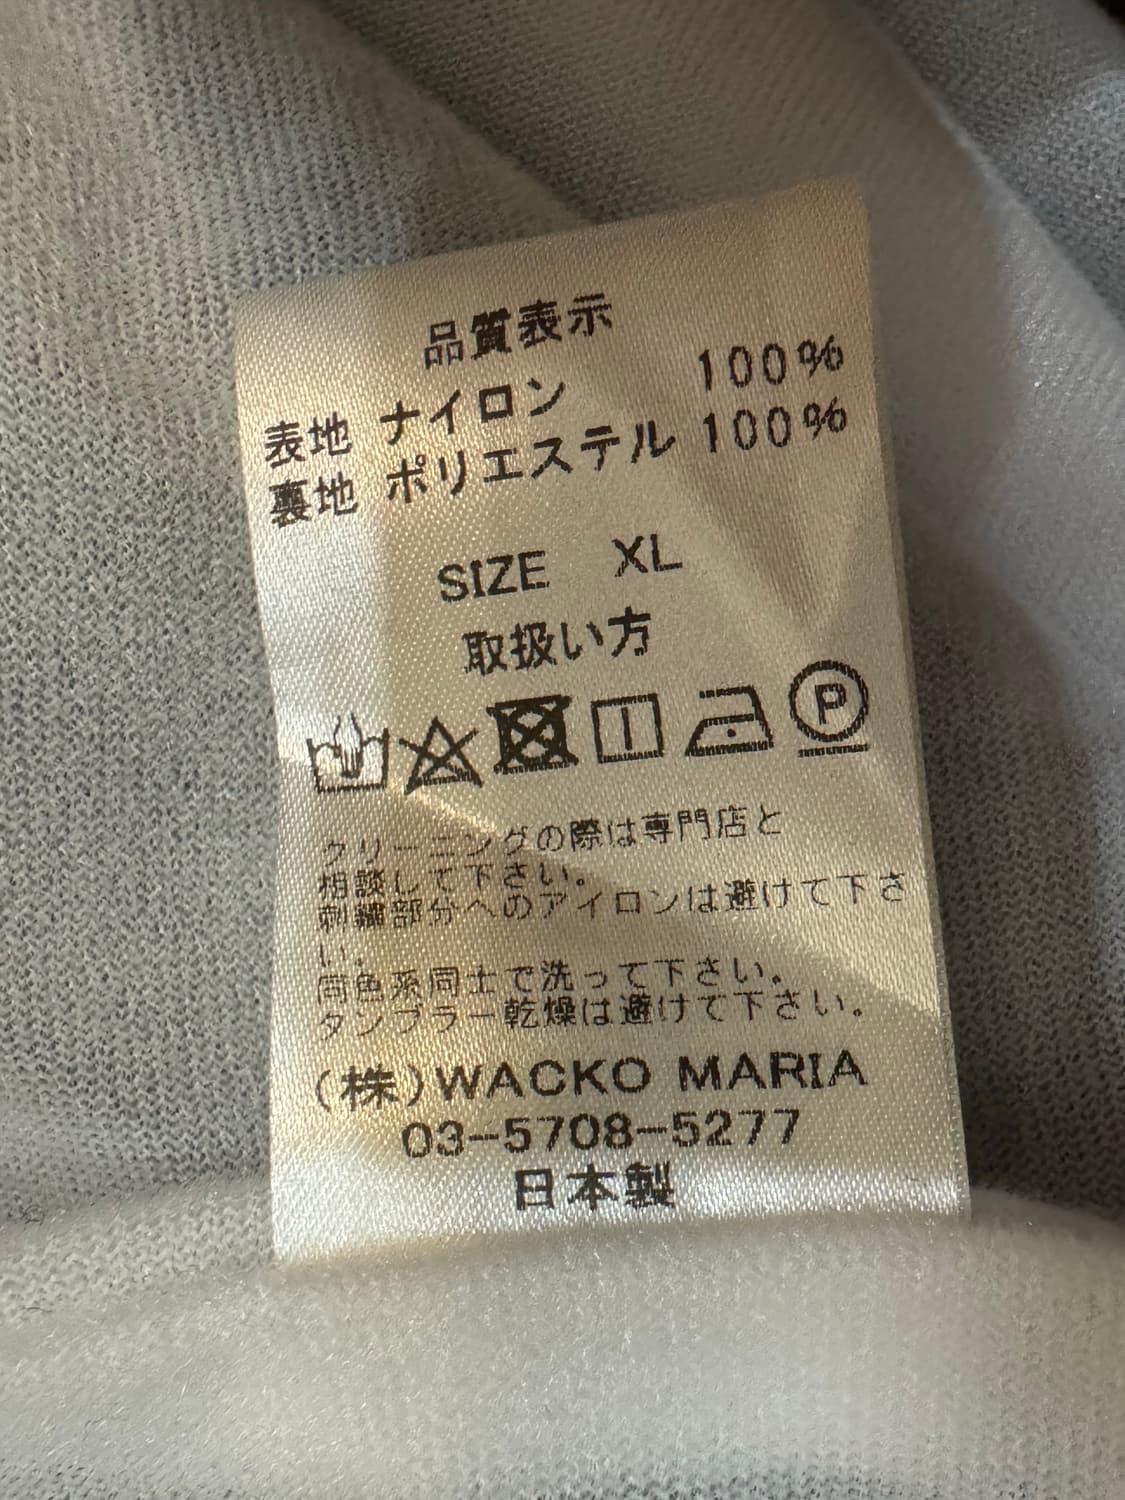 品質表示
表地 ナイロン 100%
裏地 ポリエステル 100%
SIZE XL
取扱い方
P
クリーニングの際は専門店と
相談して下さい。
刺繍部分へのアイロンは避けて下さ
い。
同色系同士で洗って下さい。
タンブラー乾燥は避けて下さい。
(株)WACKO MARIA
03-5708-5277
日本製